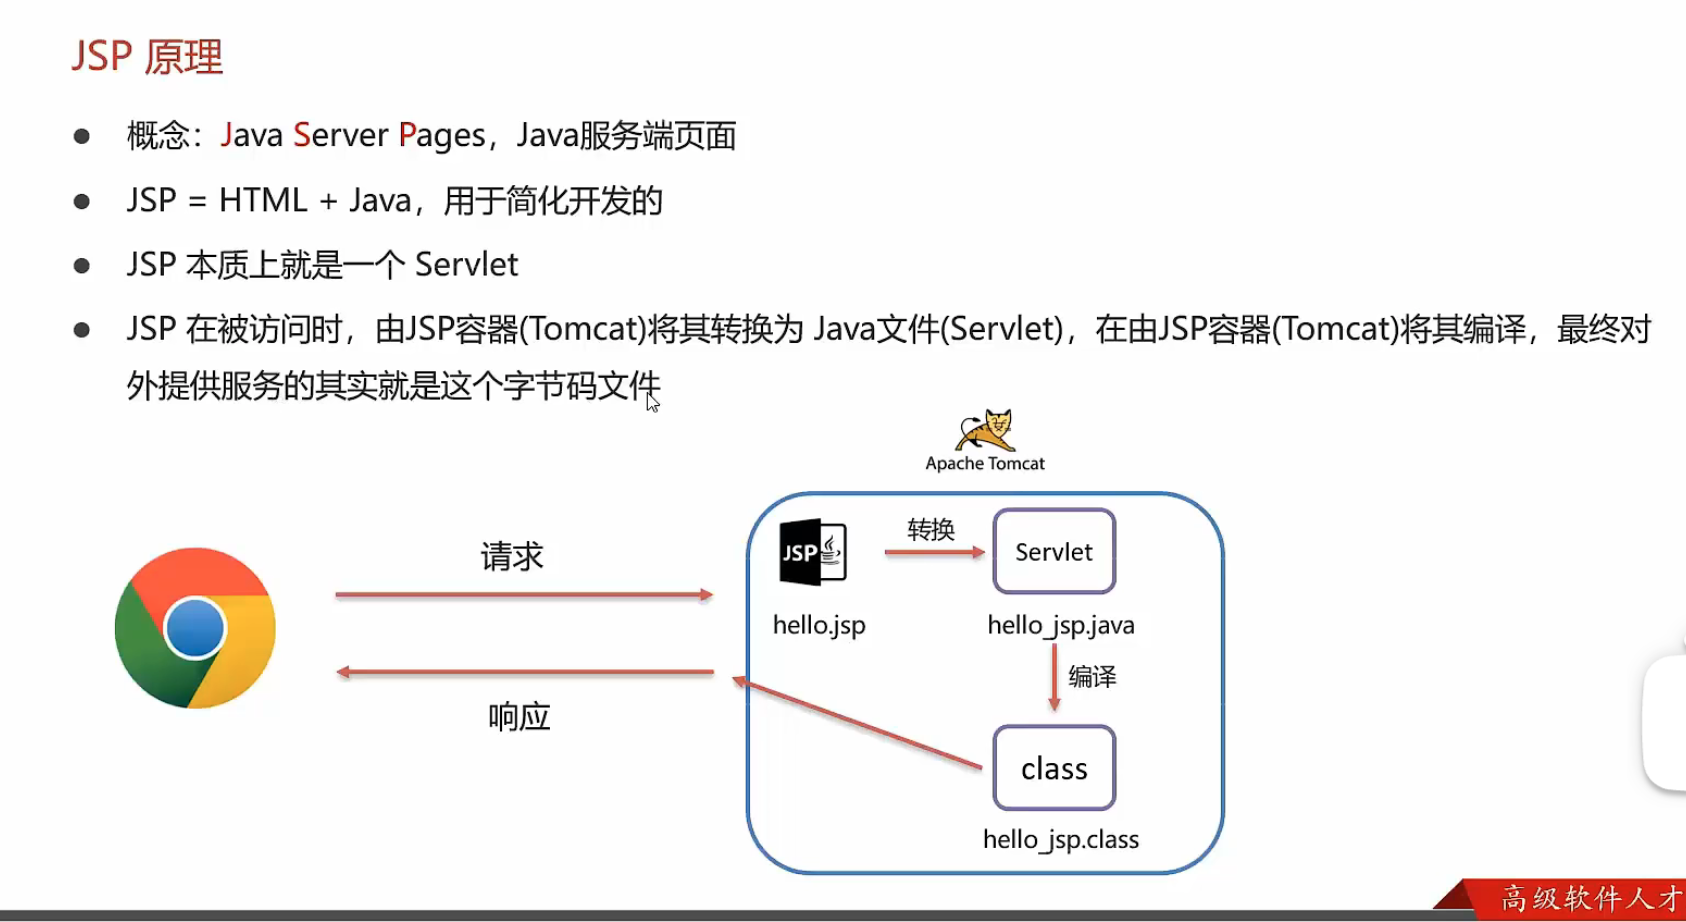 JSP 原理
概念：Java Server Pages，Java服务端页面
JSP = HTML + Java，用于简化开发的
JSP 本质上就是一个 Servlet
JSP 在被访问时，由JSP容器(Tomcat)将其转换为 Java文件(Servlet)，在由JSP容器(Tomcat)将其编译，最终对
外提供服务的其实就是这个字节码文件
Apache Tomcat
请求
响应
JSP
转换
Servlet
hello.jsp
hello_jsp.java
编译
class
hello_jsp.class
高级软件人才